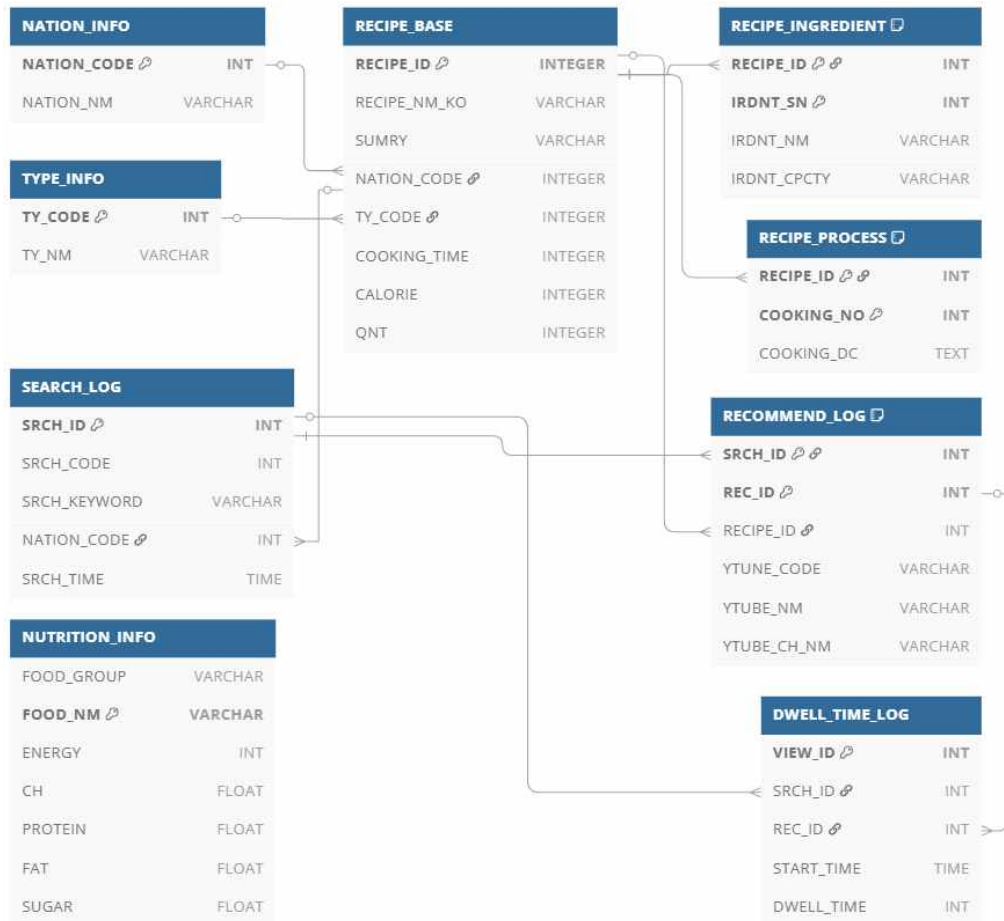 NATION_INFO
NATION_CODE INT
NATION_NM VARCHAR
TYPE_INFO
TY_CODE INT
TY_NM VARCHAR
RECIPE_BASE
RECIPE_ID INTEGER
RECIPE_NM_KO VARCHAR
SUMRY VARCHAR
NATION_CODE INTEGER
TY_CODE INTEGER
COOKING_TIME INTEGER
CALORIE INTEGER
QNT INTEGER
RECIPE_INGREDIENT
RECIPE_ID INT
IRDNT_SN INT
IRDNT_NM VARCHAR
IRDNT_CPCTY VARCHAR
RECIPE_PROCESS
RECIPE_ID INT
COOKING_NO INT
COOKING_DC TEXT
SEARCH_LOG
SRCH_ID INT
SRCH_CODE INT
SRCH_KEYWORD VARCHAR
NATION_CODE INT
SRCH_TIME TIME
RECOMMEND_LOG
SRCH_ID INT
REC_ID INT
RECIPE_ID INT
YTUNE_CODE VARCHAR
YTUBE_NM VARCHAR
YTUBE_CH_NM VARCHAR
NUTRITION_INFO
FOOD_GROUP VARCHAR
FOOD_NM VARCHAR
ENERGY INT
CH FLOAT
PROTEIN FLOAT
FAT FLOAT
SUGAR FLOAT
DWELL_TIME_LOG
VIEW_ID INT
SRCH_ID INT
REC_ID INT
START_TIME TIME
DWELL_TIME INT